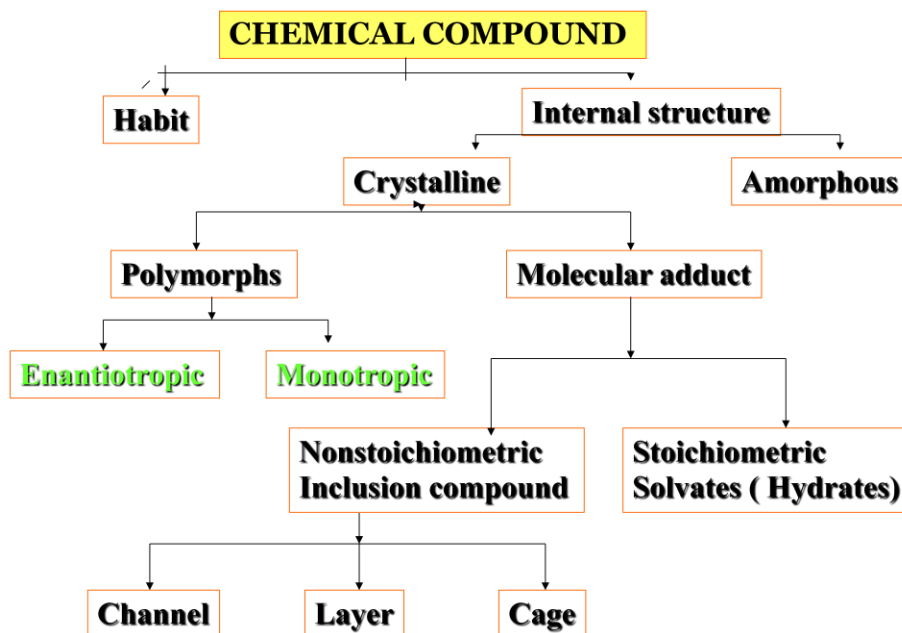 CHEMICAL COMPOUND
Habit
Internal structure
Crystalline
Amorphous
Polymorphs
Molecular adduct
Enantiotropic
Monotropic
Nonstoichiometric
Inclusion compound
Stoichiometric
Solvates ( Hydrates)
Channel
Layer
Cage